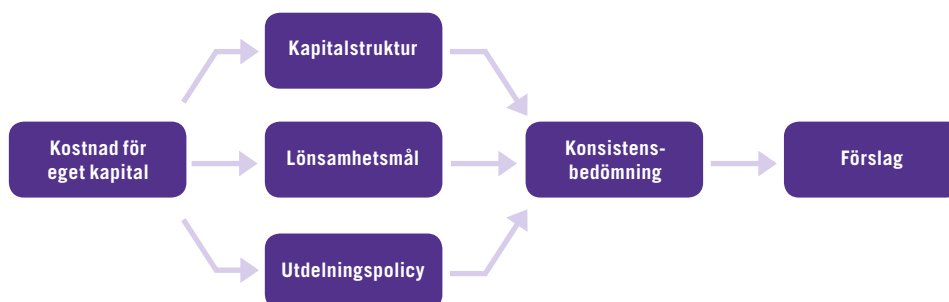 Kapitalstruktur
Kostnad för
eget kapital
Lönsamhetsmål
Konsistens-
bedömning
Förslag
Utdelningspolicy